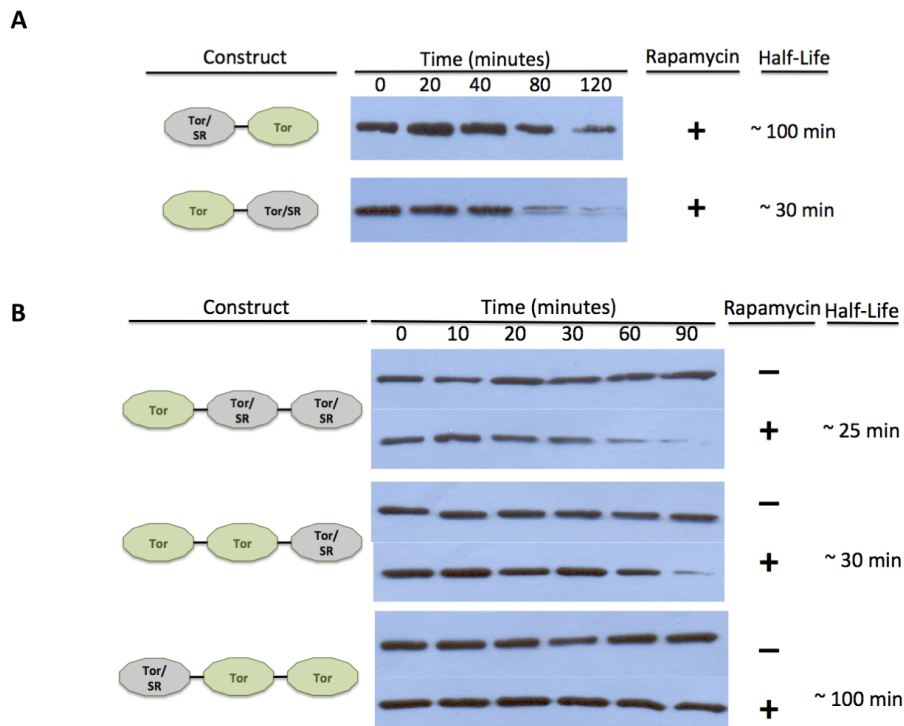 A
Construct Time (minutes) Rapamycin Half-Life
0 20 40 80 120
Tor/
SR
Tor
+ ~ 100 min
Tor Tor/SR + ~ 30 min
B
Construct Time (minutes) Rapamycin Half-Life
0 10 20 30 60 90
−
Tor Tor/
SR
Tor/
SR
+ ~ 25 min
−
Tor Tor Tor/
SR
+ ~ 30 min
−
Tor/
SR
Tor Tor
+ ~ 100 min